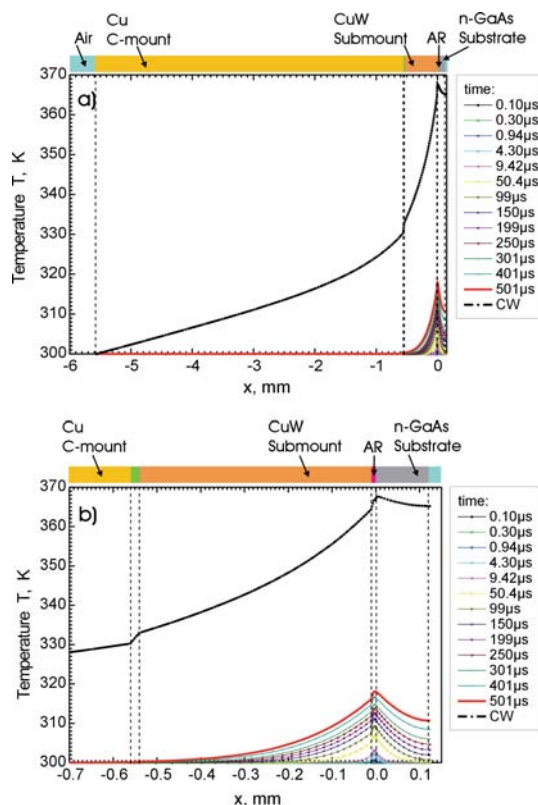 Cu
C-mount
Air
CuW
Submount
AR
n-GaAs
Substrate
a)
Temperature T, K
370
360
350
340
330
320
310
300
-6 -5 -4 -3 -2 -1 0
x, mm
time:
0.10µs
0.30µs
0.94µs
4.30µs
9.42µs
50.4µs
99µs
150µs
199µs
250µs
301µs
401µs
501µs
CW
Cu
C-mount
CuW
Submount
AR
n-GaAs
Substrate
b)
Temperature T, K
370
360
350
340
330
320
310
300
-0.7 -0.6 -0.5 -0.4 -0.3 -0.2 -0.1 0.0 0.1
x, mm
time:
0.10µs
0.30µs
0.94µs
4.30µs
9.42µs
50.4µs
99µs
150µs
199µs
250µs
301µs
401µs
501µs
CW